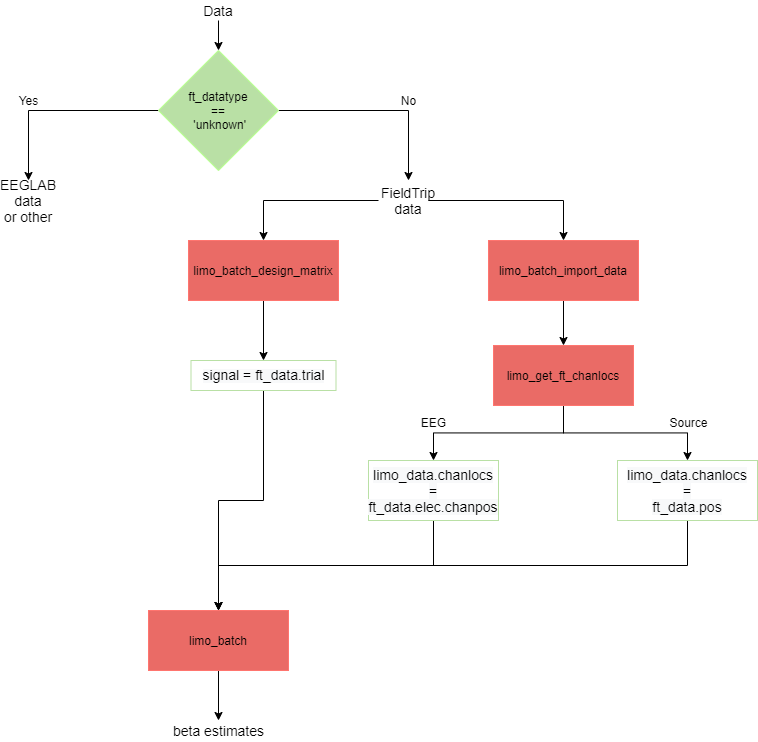 Data
ft_datatype
==
'unknown'
Yes
No
EEGLAB
data
or other
FieldTrip
data
limo_batch_design_matrix
limo_batch_import_data
signal = ft_data.trial
limo_get_ft_chanlocs
EEG
Source
limo_data.chanlocs
=
ft_data.elec.chanpos
limo_data.chanlocs
=
ft_data.pos
limo_batch
beta estimates